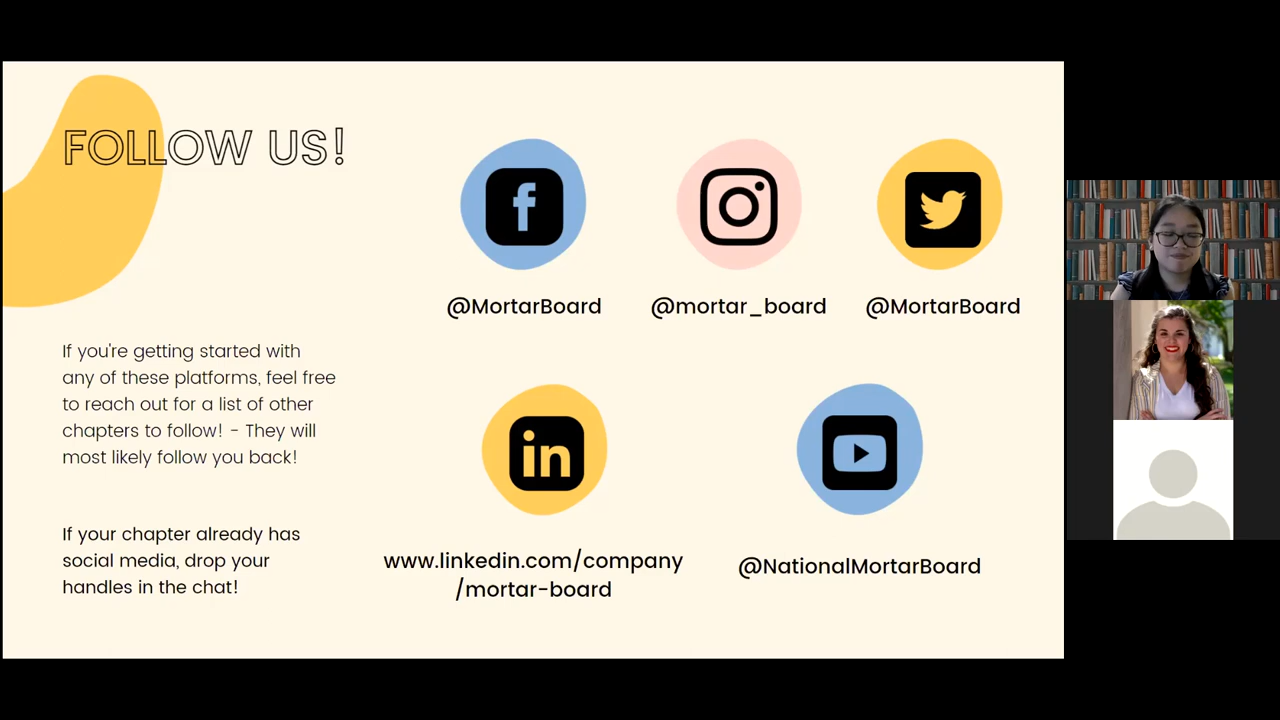 FOLLOW US!
If you're getting started with
any of these platforms, feel free
to reach out for a list of other
chapters to follow! - They will
most likely follow you back!
If your chapter already has
social media, drop your
handles in the chat!
@MortarBoard
@mortar_board
@MortarBoard
www.linkedin.com/company
/mortar-board
@NationalMortarBoard